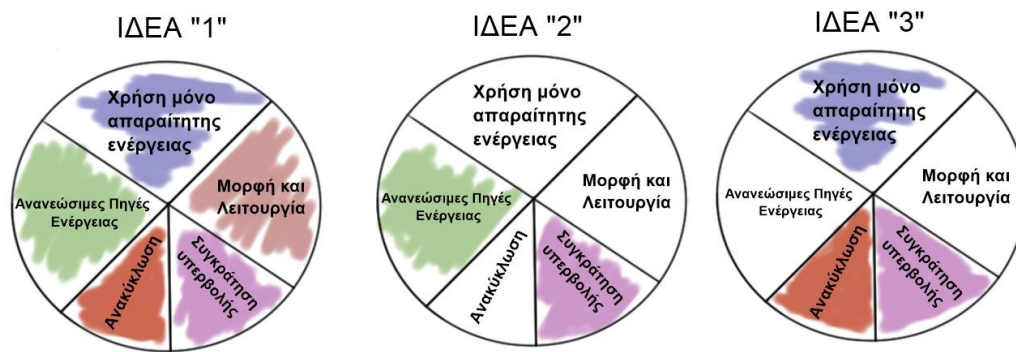 ΙΔΕΑ "1"
Χρήση μόνο
απαραίτητης
ενέργειας
Μορφή και
Λειτουργία
Ανανεώσιμες Πηγές
Ενέργειας
Ανακύκλωση
Συγκράτηση
υπερβολής
ΙΔΕΑ "2"
Χρήση μόνο
απαραίτητης
ενέργειας
Μορφή και
Λειτουργία
Ανανεώσιμες Πηγές
Ενέργειας
Ανακύκλωση
Συγκράτηση
υπερβολής
ΙΔΕΑ "3"
Χρήση μόνο
απαραίτητης
ενέργειας
Μορφή και
Λειτουργία
Ανανεώσιμες Πηγές
Ενέργειας
Ανακύκλωση
Συγκράτηση
υπερβολής